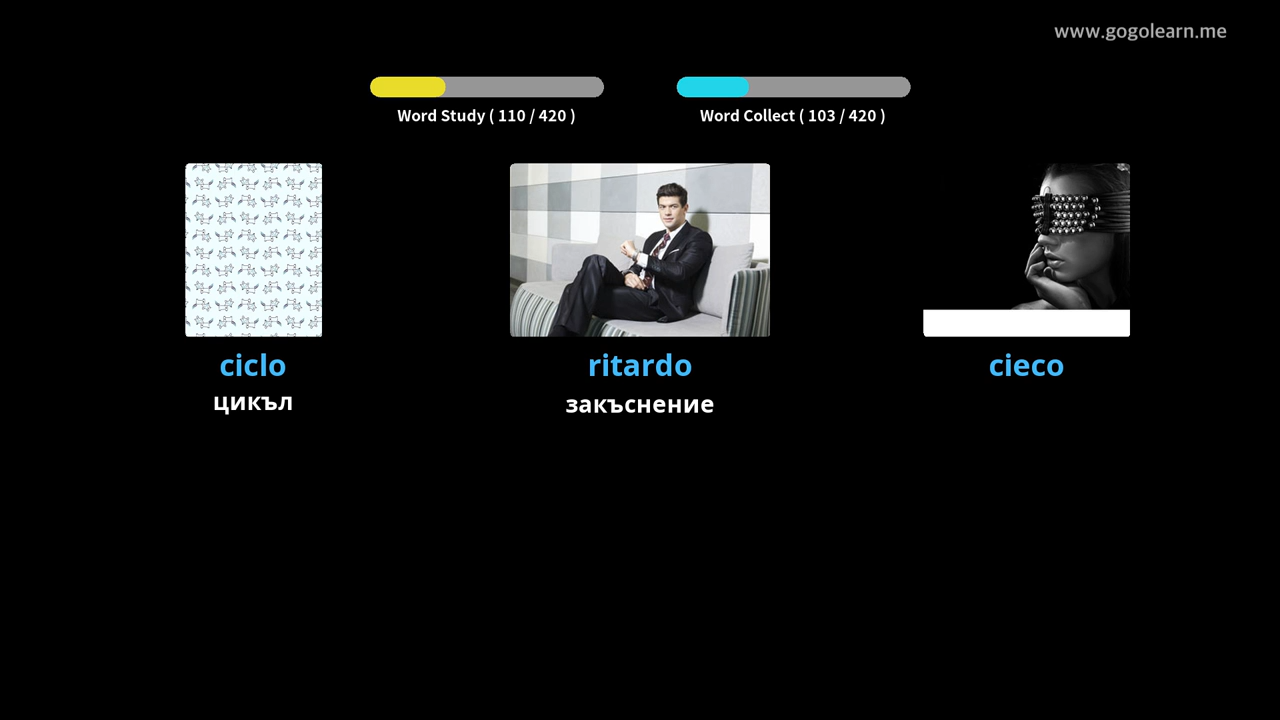 www.gogolearn.me
Word Study ( 110 / 420 )
Word Collect ( 103 / 420 )
ciclo
цикъл
ritardo
закъснение
cieco